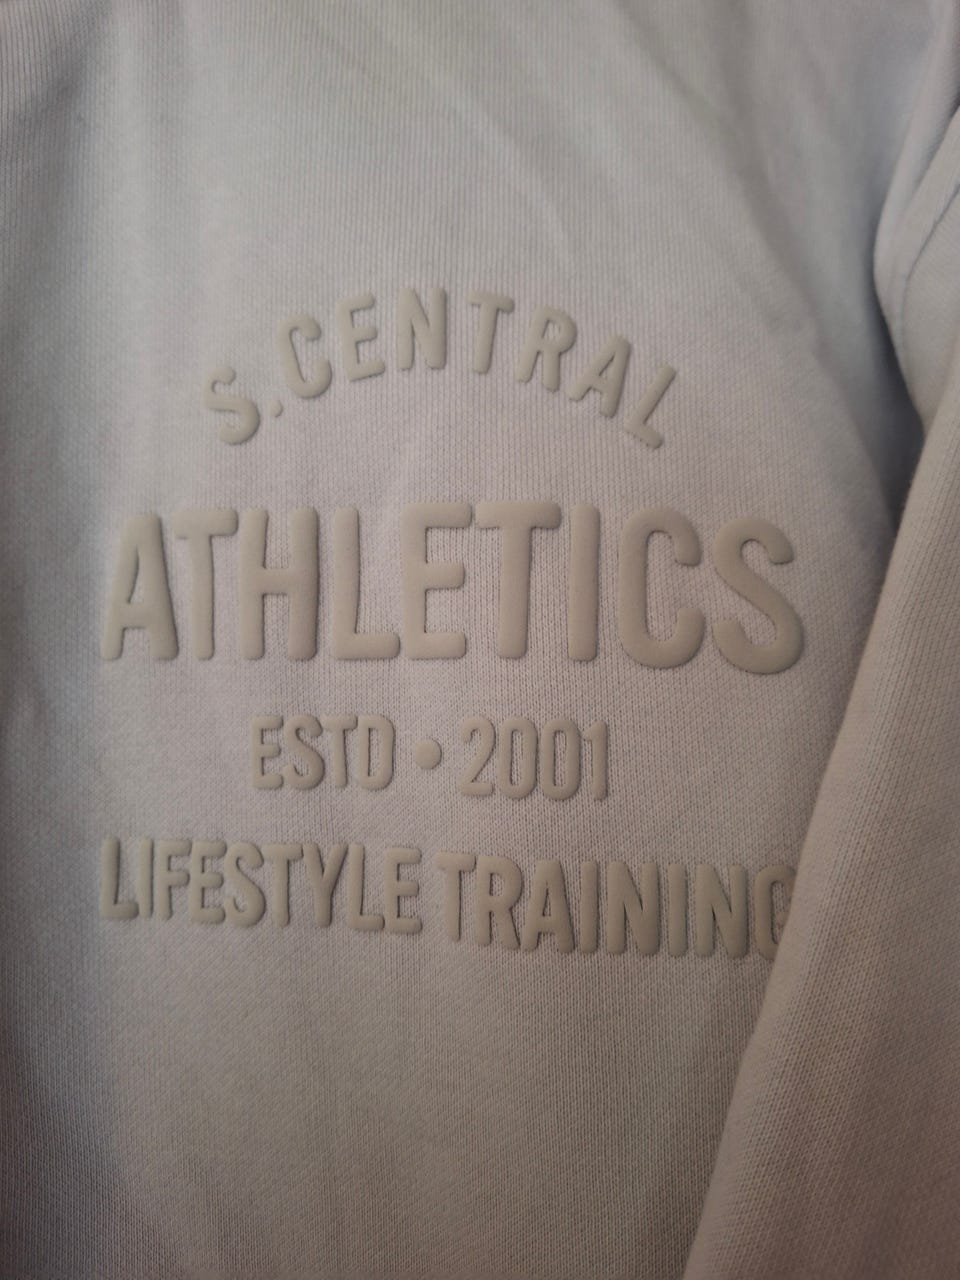 S. CENTRAL
ATHLETICS
ESTD • 2001
LIFESTYLE TRAINING